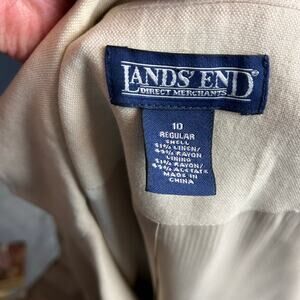 LANDS' END®
DIRECT MERCHANTS
10
REGULAR
SHELL
51% LINEN/
49% RAYON
LINING
51% RAYON/
49% ACETATE
MADE IN
CHINA